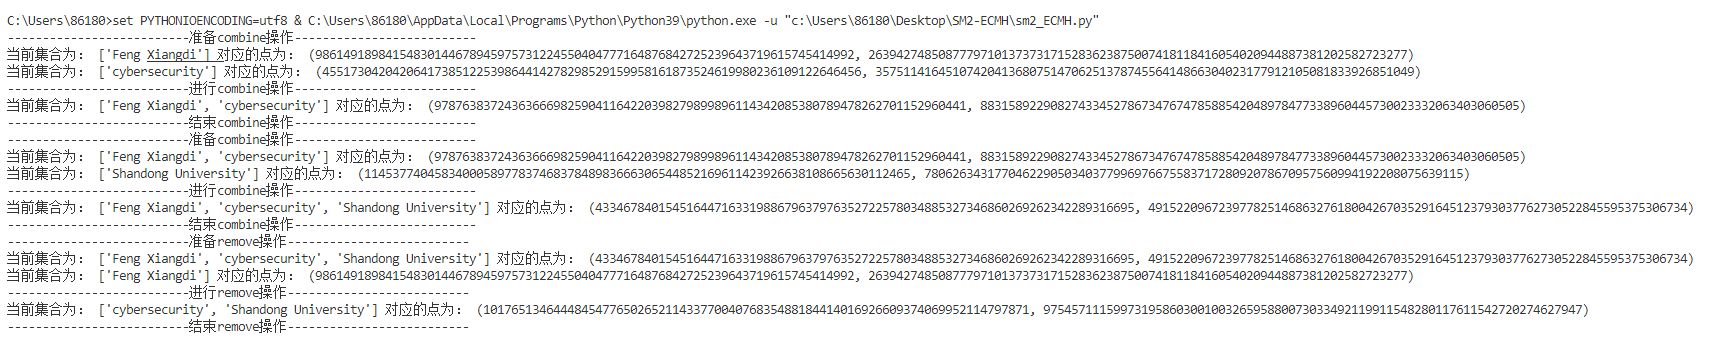 C:\Users\86180>set PYTHONIOENCODING=utf8 & C:\Users\86180\AppData\Local\Programs\Python\Python39\python.exe -u "c:\Users\86180\Desktop\SM2-ECMH\sm2_ECMH.py"
--------------------------准备combine操作--------------------------
当前集合为： ['Feng Xiangdi'] 对应的点为： (98614918984154830144678945975731224550404777164876842725239643719615745414992, 26394274850877797101373731715283623875007418118416054020944887381202582723277)
当前集合为： ['cybersecurity'] 对应的点为： (45517304204206417385122539864414278298529159958161873524619980236109122646456, 35751141645107420413680751470625137874556414866304023177912105081833926851049)
--------------------------进行combine操作--------------------------
当前集合为： ['Feng Xiangdi', 'cybersecurity'] 对应的点为： (9787638372436366698259041164220398279899896114342085380789478262701152960441, 88315892290827433452786734767478588542048978477338960445730023332063403060505)
--------------------------结束combine操作--------------------------
--------------------------准备combine操作--------------------------
当前集合为： ['Feng Xiangdi', 'cybersecurity'] 对应的点为： (9787638372436366698259041164220398279899896114342085380789478262701152960441, 88315892290827433452786734767478588542048978477338960445730023332063403060505)
当前集合为： ['Shandong University'] 对应的点为： (114537740458340005897783746837848983666306544852169611423926638108665630112465, 78062634317704622905034037799697667558371728092078670957560994192208075639115)
--------------------------进行combine操作--------------------------
当前集合为： ['Feng Xiangdi', 'cybersecurity', 'Shandong University'] 对应的点为： (43346784015451644716331988679637976352722578034885327346860269262342289316695, 49152209672397782514686327618004267035291645123793037762730522845595375306734)
--------------------------结束combine操作--------------------------
--------------------------准备remove操作--------------------------
当前集合为： ['Feng Xiangdi', 'cybersecurity', 'Shandong University'] 对应的点为： (43346784015451644716331988679637976352722578034885327346860269262342289316695, 49152209672397782514686327618004267035291645123793037762730522845595375306734)
当前集合为： ['Feng Xiangdi'] 对应的点为： (98614918984154830144678945975731224550404777164876842725239643719615745414992, 26394274850877797101373731715283623875007418118416054020944887381202582723277)
--------------------------进行remove操作--------------------------
当前集合为： ['cybersecurity', 'Shandong University'] 对应的点为： (101765134644484547765026521143377004076835488184414016926609374069952114797871, 97545711159973195860300100326595880073033492119911548280117611542720274627947)
--------------------------结束remove操作--------------------------